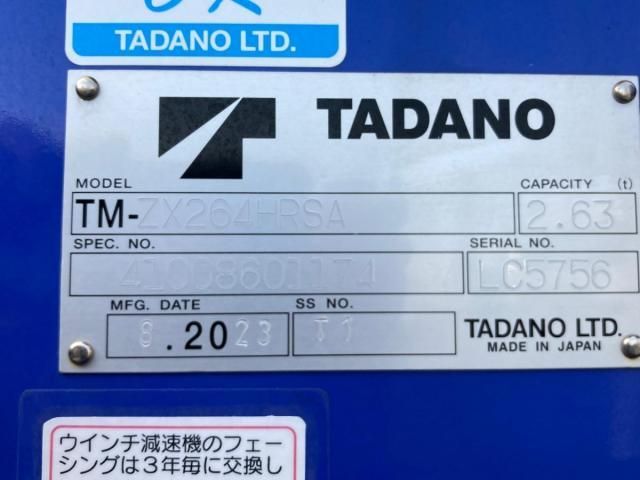 TADANO LTD.
TADANO
MODEL
CAPACITY (t)
TM-ZX264HRSA
2.63
SPEC. NO.
SERIAL NO.
LC5756
MFG. DATE
SS NO.
8.2023
T1
TADANO LTD.
MADE IN JAPAN
ウインチ減速機のフェー
シングは3年毎に交換し